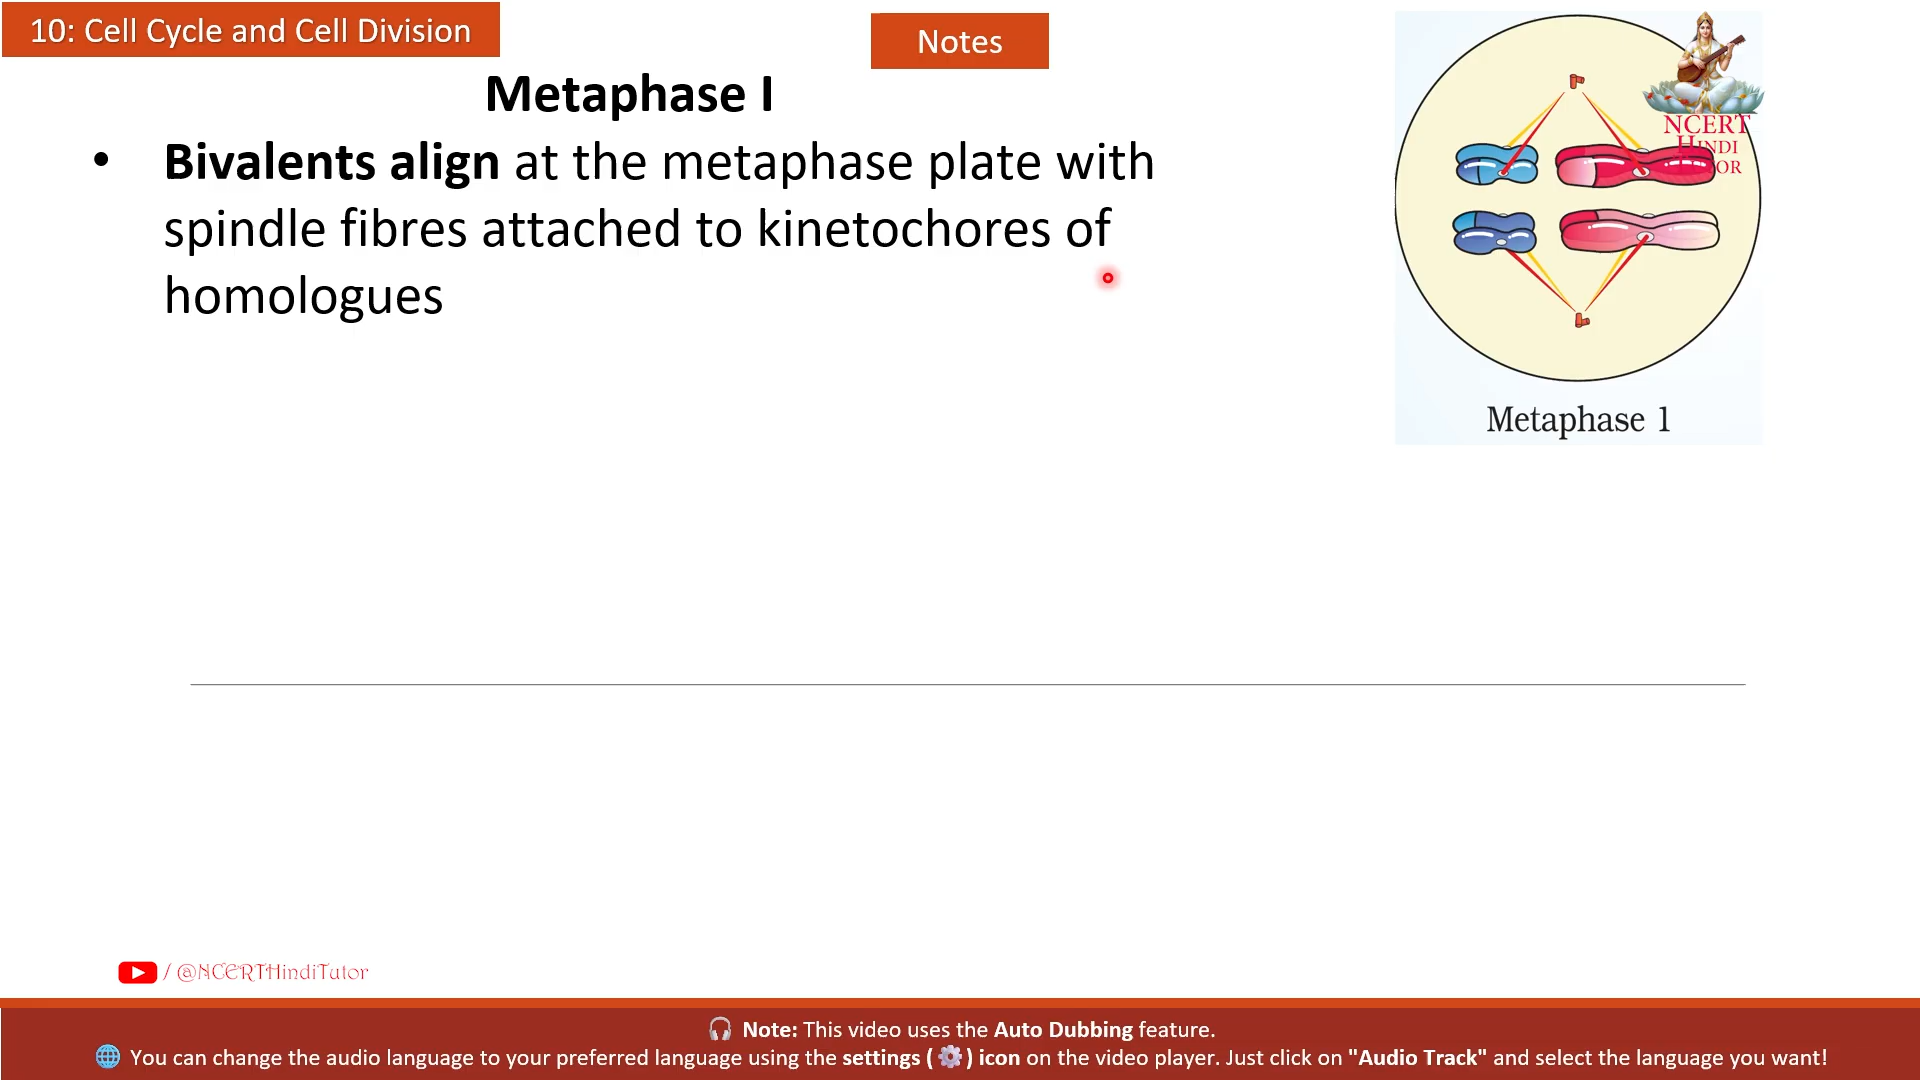 10: Cell Cycle and Cell Division
Notes
Metaphase I
• Bivalents align at the metaphase plate with
spindle fibres attached to kinetochores of
homologues
NCERT
HINDI
TUTOR
Metaphase 1
/ @NCERTHindiTutor
Note: This video uses the Auto Dubbing feature.
You can change the audio language to your preferred language using the settings ( ) icon on the video player. Just click on "Audio Track" and select the language you want!